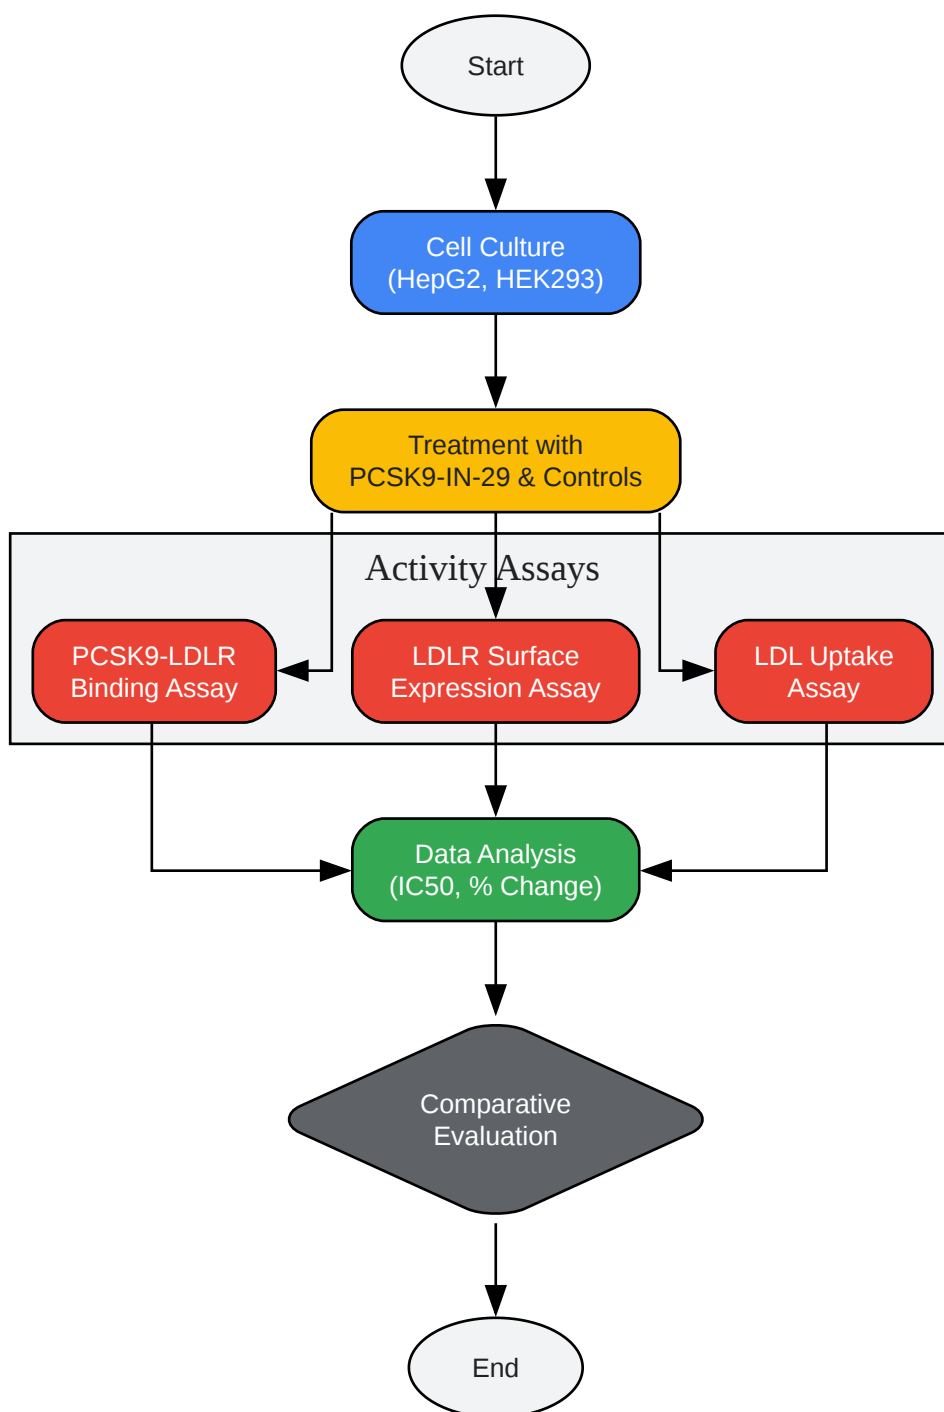 Start
Cell Culture
(HepG2, HEK293)
Treatment with
PCSK9-IN-29 & Controls
Activity Assays
PCSK9-LDLR
Binding Assay
LDLR Surface
Expression Assay
LDL Uptake
Assay
Data Analysis
(IC50, % Change)
Comparative
Evaluation
End